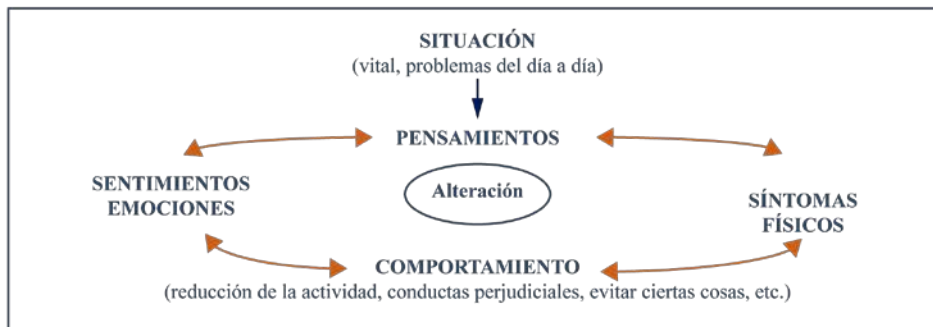 SITUACIÓN
(vital, problemas del día a día)
PENSAMIENTOS
SENTIMIENTOS
EMOCIONES
Alteración
SÍNTOMAS
FÍSICOS
COMPORTAMIENTO
(reducción de la actividad, conductas perjudiciales, evitar ciertas cosas, etc.)